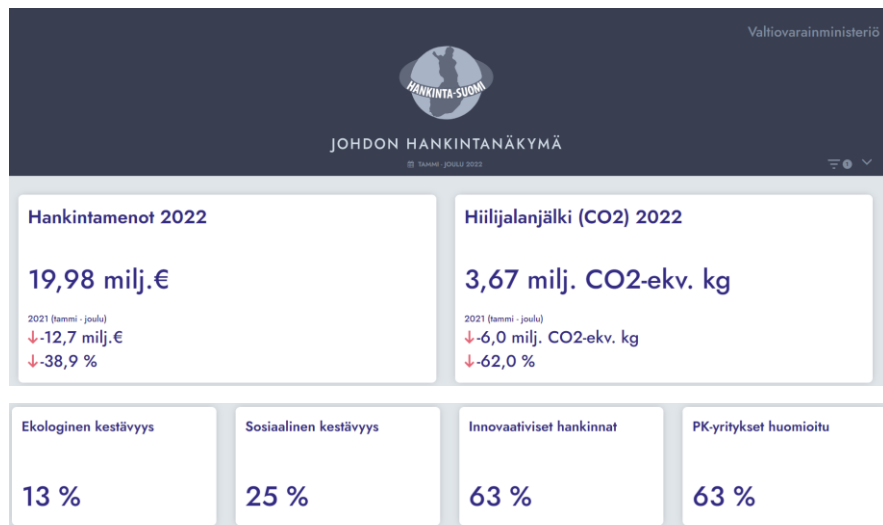 Valtiovarainministeriö
HANKINTA-SUOMI
JOHDON HANKINTANÄKYMÄ
TAMMI - JOULU 2022
Hankintamenot 2022
19,98 milj.€
2021 (tammi - joulu)
↓-12,7 milj.€
↓-38,9 %
Hiilijalanjälki (CO2) 2022
3,67 milj. CO2-ekv. kg
2021 (tammi - joulu)
↓-6,0 milj. CO2-ekv. kg
↓-62,0 %
Ekologinen kestävyys
13 %
Sosiaalinen kestävyys
25 %
Innovaativiset hankinnat
63 %
PK-yritykset huomioitu
63 %